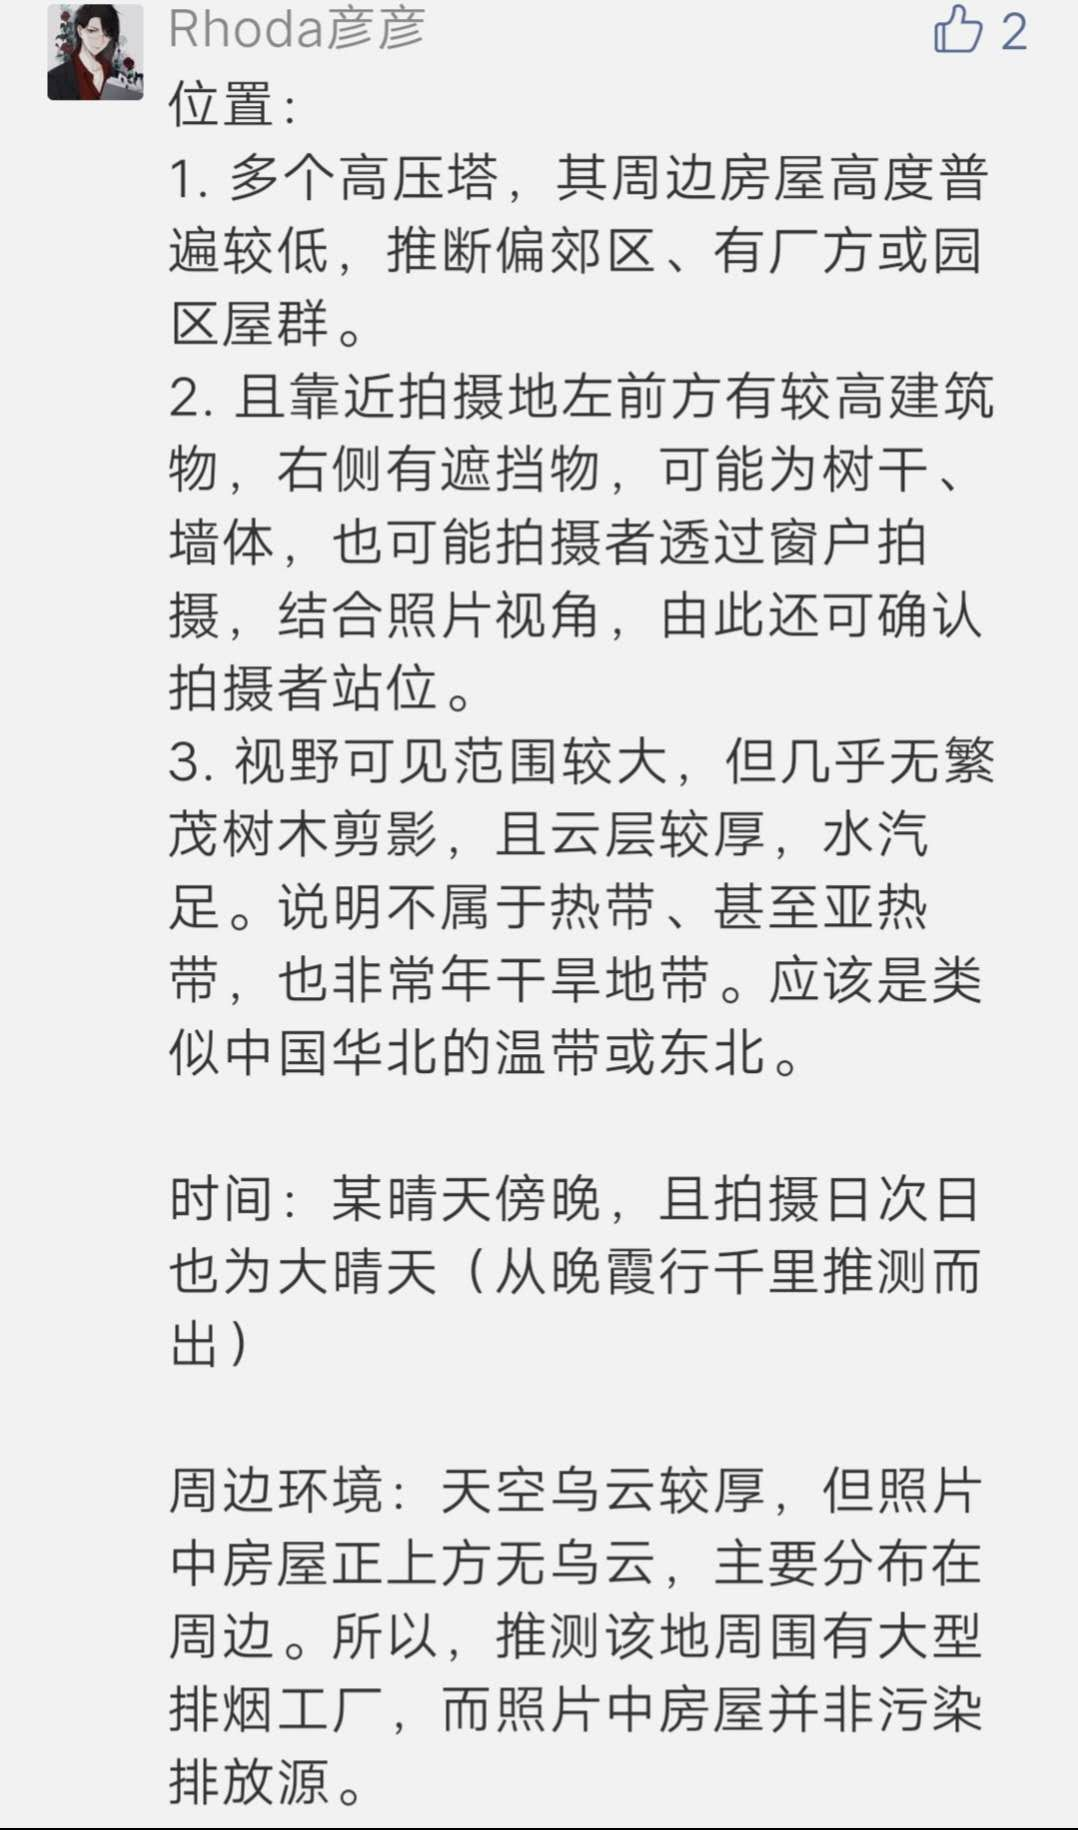 Rhoda彦彦
2
位置：
1. 多个高压塔，其周边房屋高度普
遍较低，推断偏郊区、有厂方或园
区屋群。
2. 且靠近拍摄地左前方有较高建筑
物，右侧有遮挡物，可能为树干、
墙体，也可能拍摄者透过窗户拍
摄，结合照片视角，由此还可确认
拍摄者站位。
3. 视野可见范围较大，但几乎无繁
茂树木剪影，且云层较厚，水汽
足。说明不属于热带、甚至亚热
带，也非常年干旱地带。应该是类
似中国华北的温带或东北。
时间：某晴天傍晚，且拍摄日次日
也为大晴天（从晚霞行千里推测而
出）
周边环境：天空乌云较厚，但照片
中房屋正上方无乌云，主要分布在
周边。所以，推测该地周围有大型
排烟工厂，而照片中房屋并非污染
排放源。